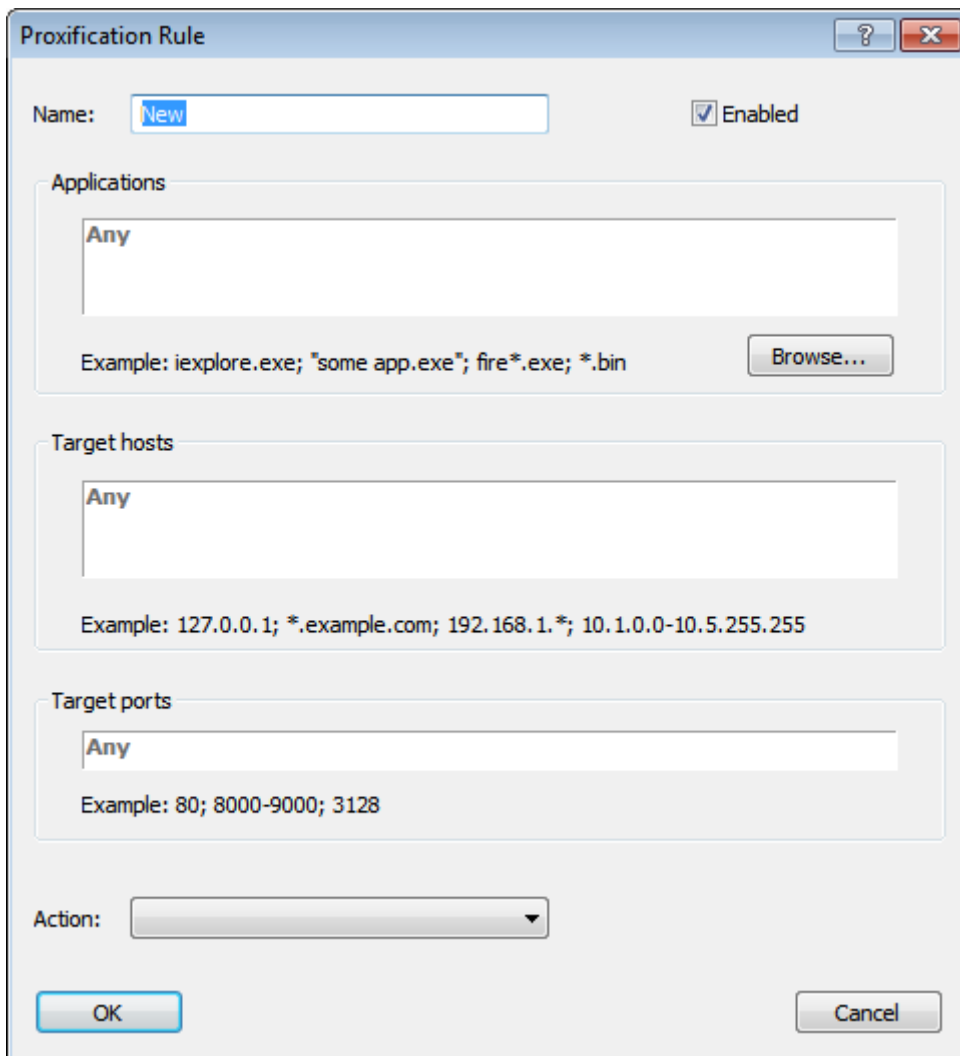 Proxification Rule
Name: New Enabled
Applications
Any
Example: iexplore.exe; "some app.exe"; fire*.exe; *.bin Browse...
Target hosts
Any
Example: 127.0.0.1; *.example.com; 192.168.1.*; 10.1.0.0-10.5.255.255
Target ports
Any
Example: 80; 8000-9000; 3128
Action:
OK Cancel